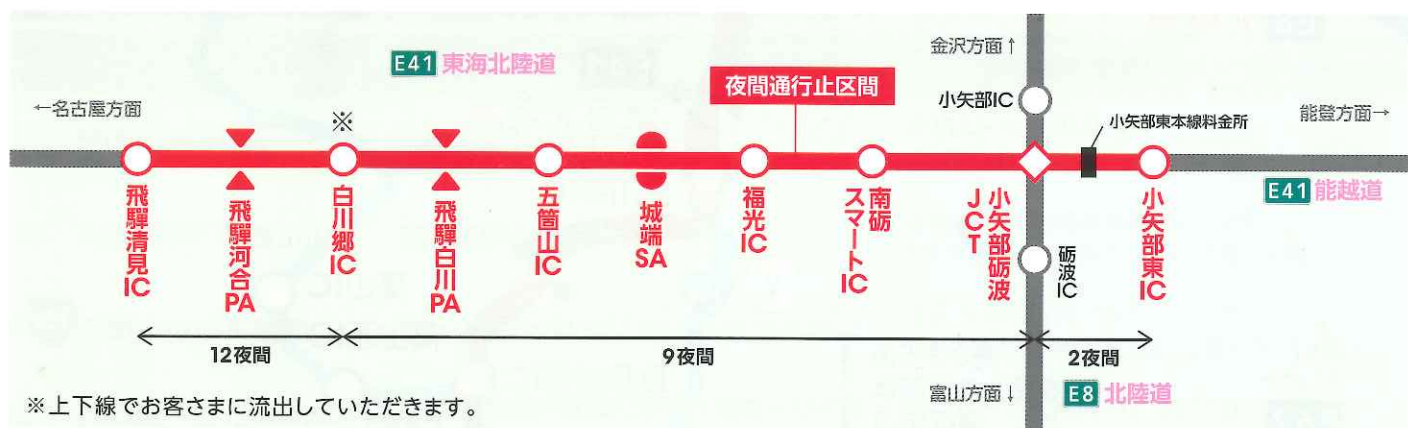 E41 東海北陸道
←名古屋方面
※
夜間通行止区間
金沢方面↑
小矢部IC
小矢部東本線料金所
能登方面→
E41 能越道
飛驒清見IC
飛驒河合PA
白川郷IC
飛驒白川PA
五箇山IC
城端SA
福光IC
南砺
スマートIC
小矢部砺波
JCT
砺波IC
小矢部東IC
12夜間
9夜間
2夜間
富山方面↓
E8 北陸道
※上下線でお客さまに流出していただきます。